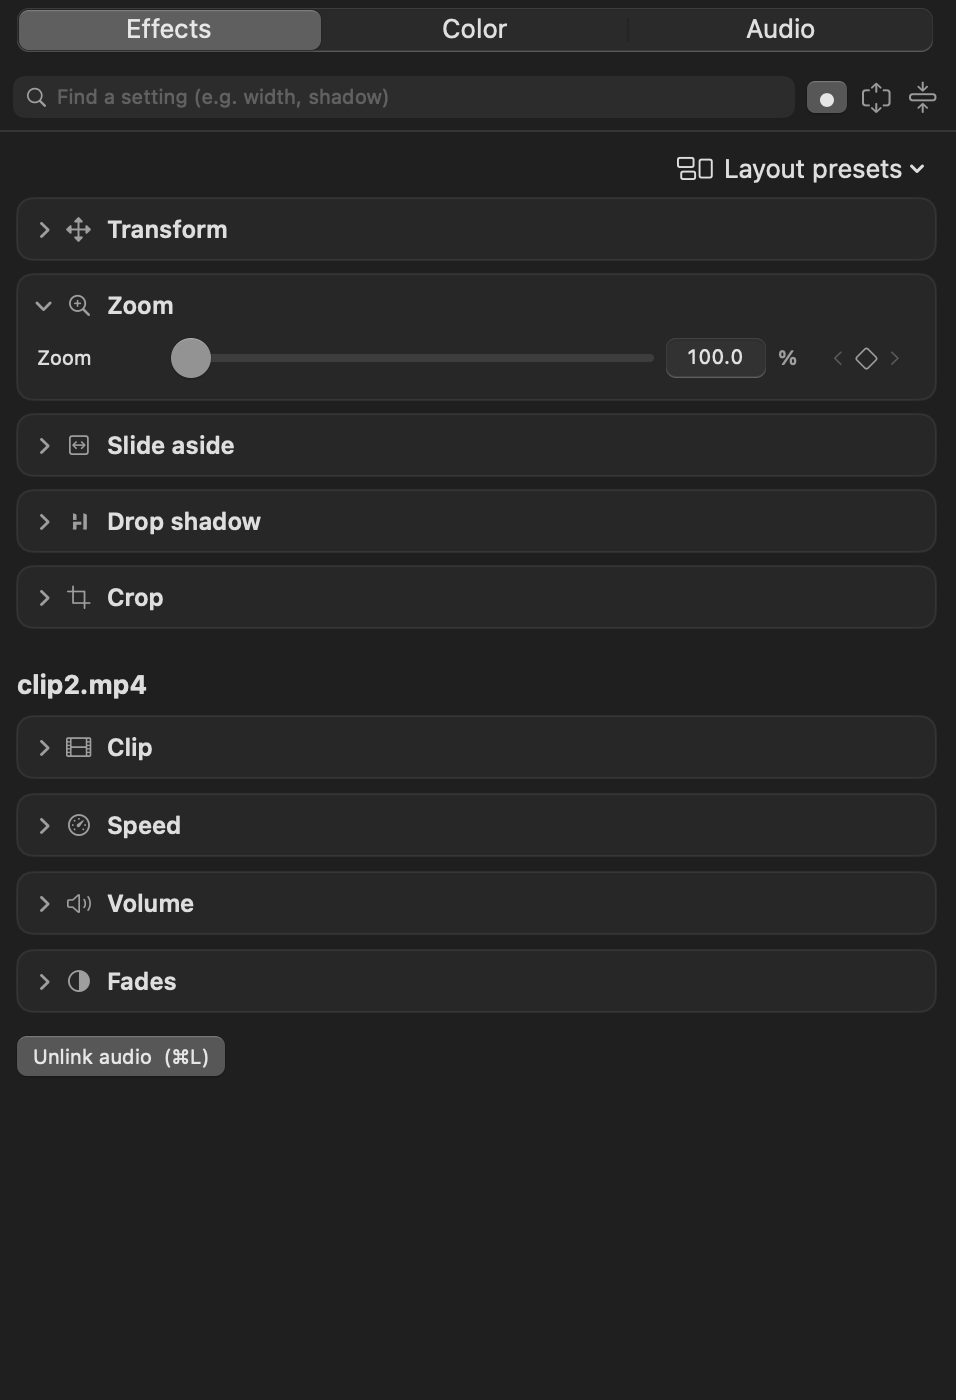 Effects Color Audio
Find a setting (e.g. width, shadow)
Layout presets
Transform
Zoom
Zoom 100.0 %
Slide aside
Drop shadow
Crop
clip2.mp4
Clip
Speed
Volume
Fades
Unlink audio (⌘L)